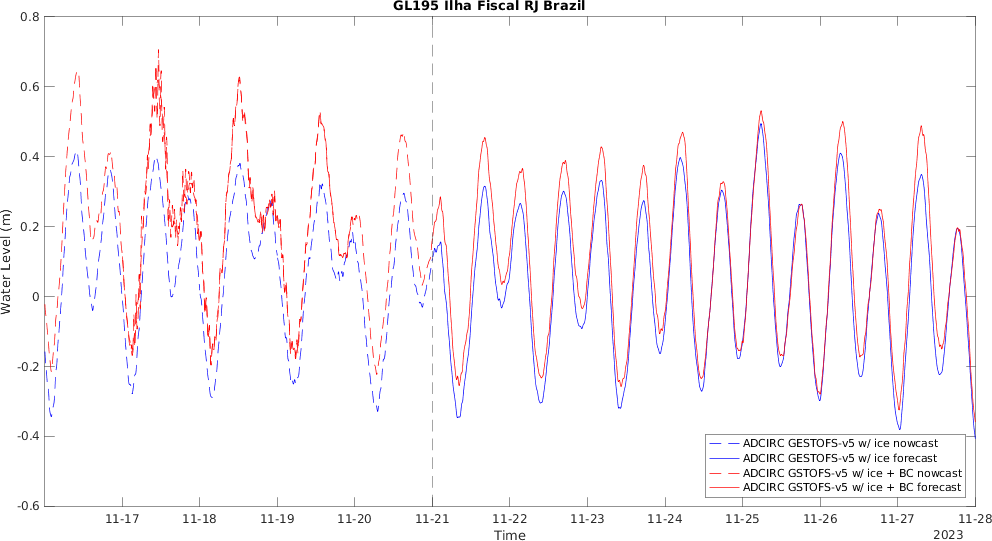 GL195 Ilha Fiscal RJ Brazil
0.8
0.6
0.4
0.2
0
-0.2
-0.4
-0.6
Water Level (m)
ADCIRC GESTOFS-v5 w/ ice nowcast
ADCIRC GESTOFS-v5 w/ ice forecast
ADCIRC GSTOFS-v5 w/ ice + BC nowcast
ADCIRC GSTOFS-v5 w/ ice + BC forecast
11-17 11-18 11-19 11-20 11-21 11-22 11-23 11-24 11-25 11-26 11-27 11-28
Time
2023